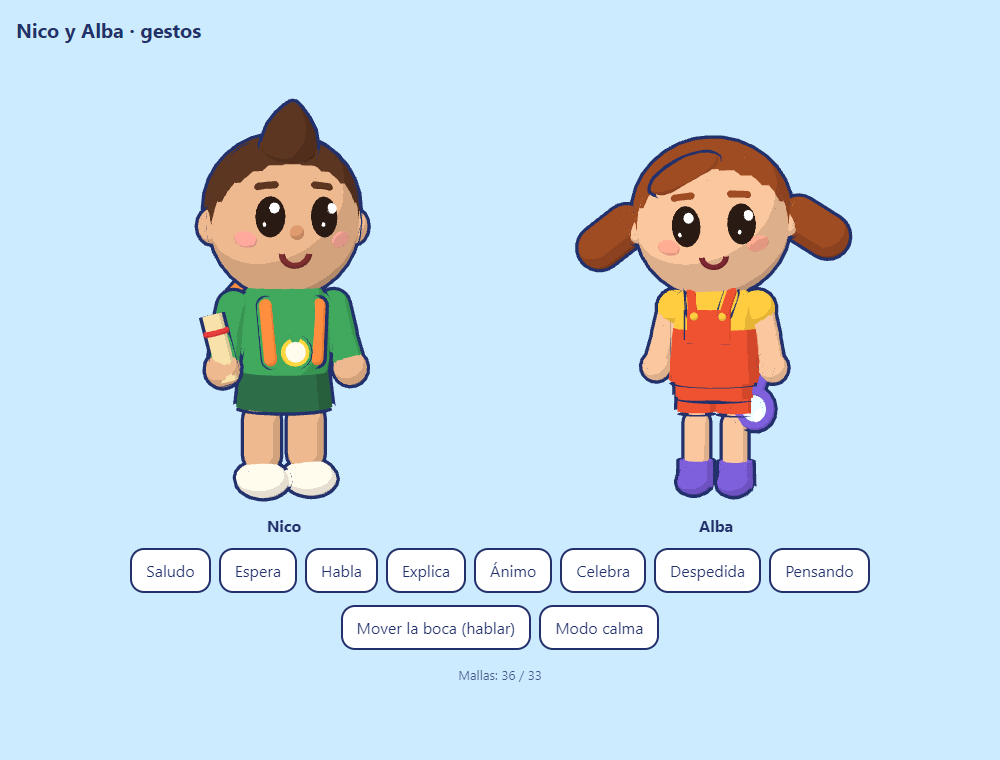 Nico y Alba · gestos
Nico
Alba
Saludo
Espera
Habla
Explica
Ánimo
Celebra
Despedida
Pensando
Mover la boca (hablar)
Modo calma
Mallas: 36 / 33